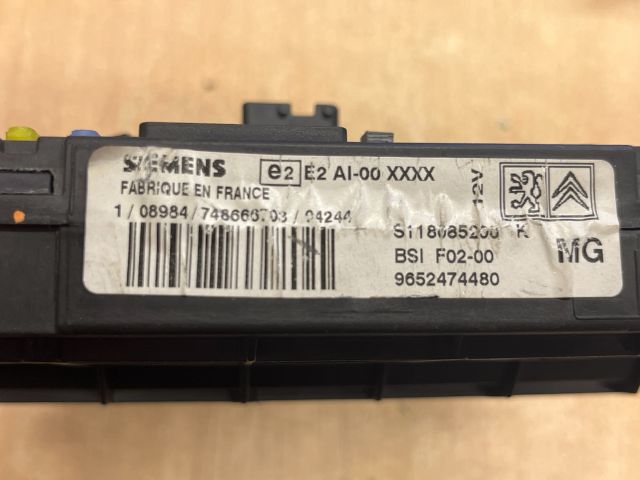 SIEMENS e2 E2 AI-00 XXXX
FABRIQUE EN FRANCE
12V
1 / 08984 / 748666703 / 04244
S118085200 K
BSI F02-00
9652474480
MG